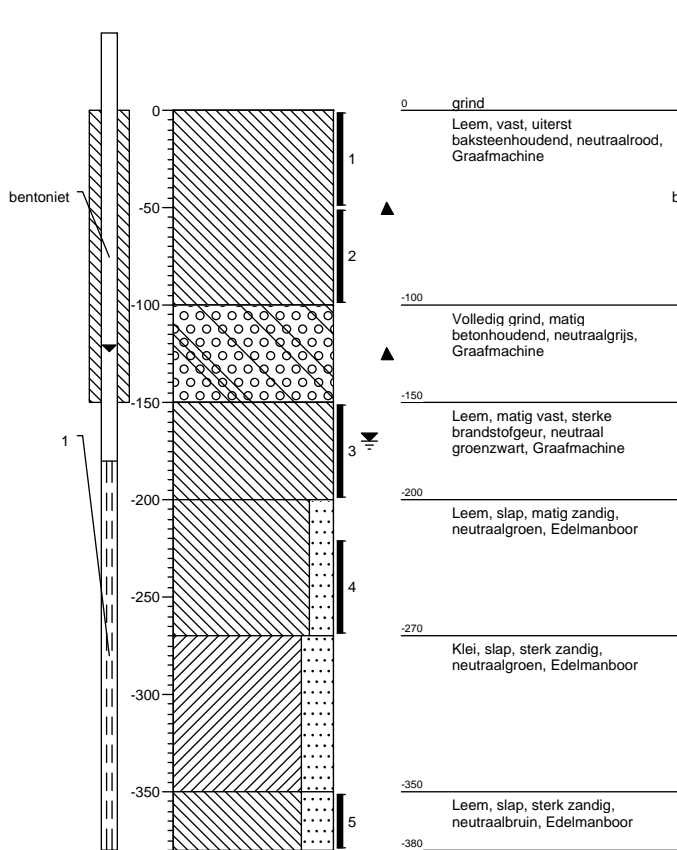 bentoniet
1
0
-50
-100
-150
-200
-250
-300
-350
1
2
3
4
5
0
grind
Leem, vast, uiterst
baksteenhoudend, neutraalrood,
Graafmachine
-100
Volledig grind, matig
betonhoudend, neutraalgrijs,
Graafmachine
-150
Leem, matig vast, sterke
brandstofgeur, neutraal
groenzwart, Graafmachine
-200
Leem, slap, matig zandig,
neutraalgroen, Edelmanboor
-270
Klei, slap, sterk zandig,
neutraalgroen, Edelmanboor
-350
Leem, slap, sterk zandig,
neutraalbruin, Edelmanboor
-380